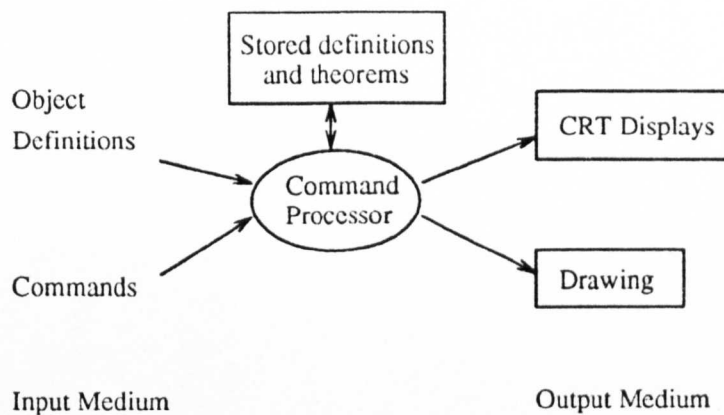 Stored definitions
and theorems
Object
Definitions
CRT Displays
Command
Processor
Commands
Drawing
Input Medium
Output Medium